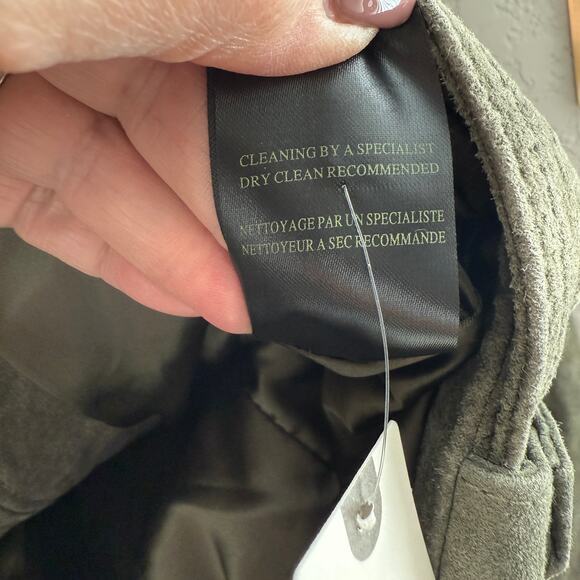 CLEANING BY A SPECIALIST
DRY CLEAN RECOMMENDED
NETTOYAGE PAR UN SPECIALISTE
NETTOYEUR A SEC RECOMMANDE